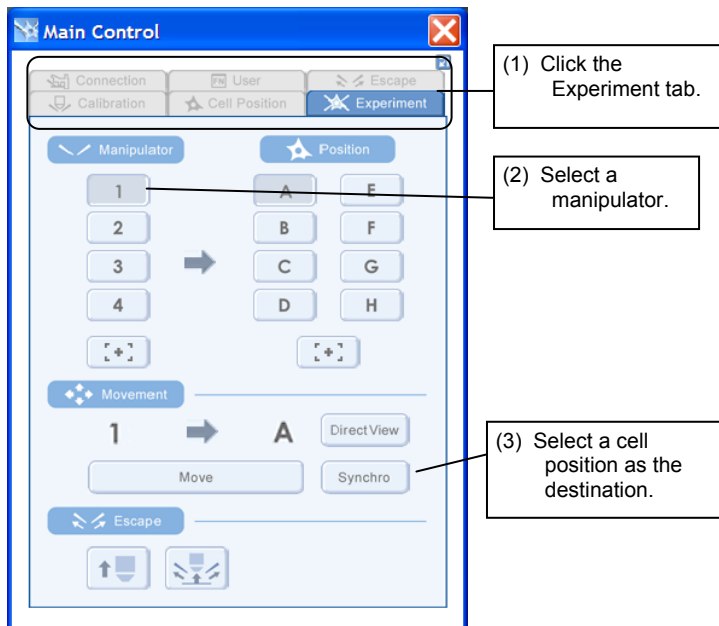 Main Control
Connection FN User Escape
Calibration Cell Position Experiment
Manipulator Position
1 A E
2 B F
3 C G
4 D H
[+] [+]
Movement
1 A Direct View
Move Synchro
Escape
(1) Click the
Experiment tab.
(2) Select a
manipulator.
(3) Select a cell
position as the
destination.